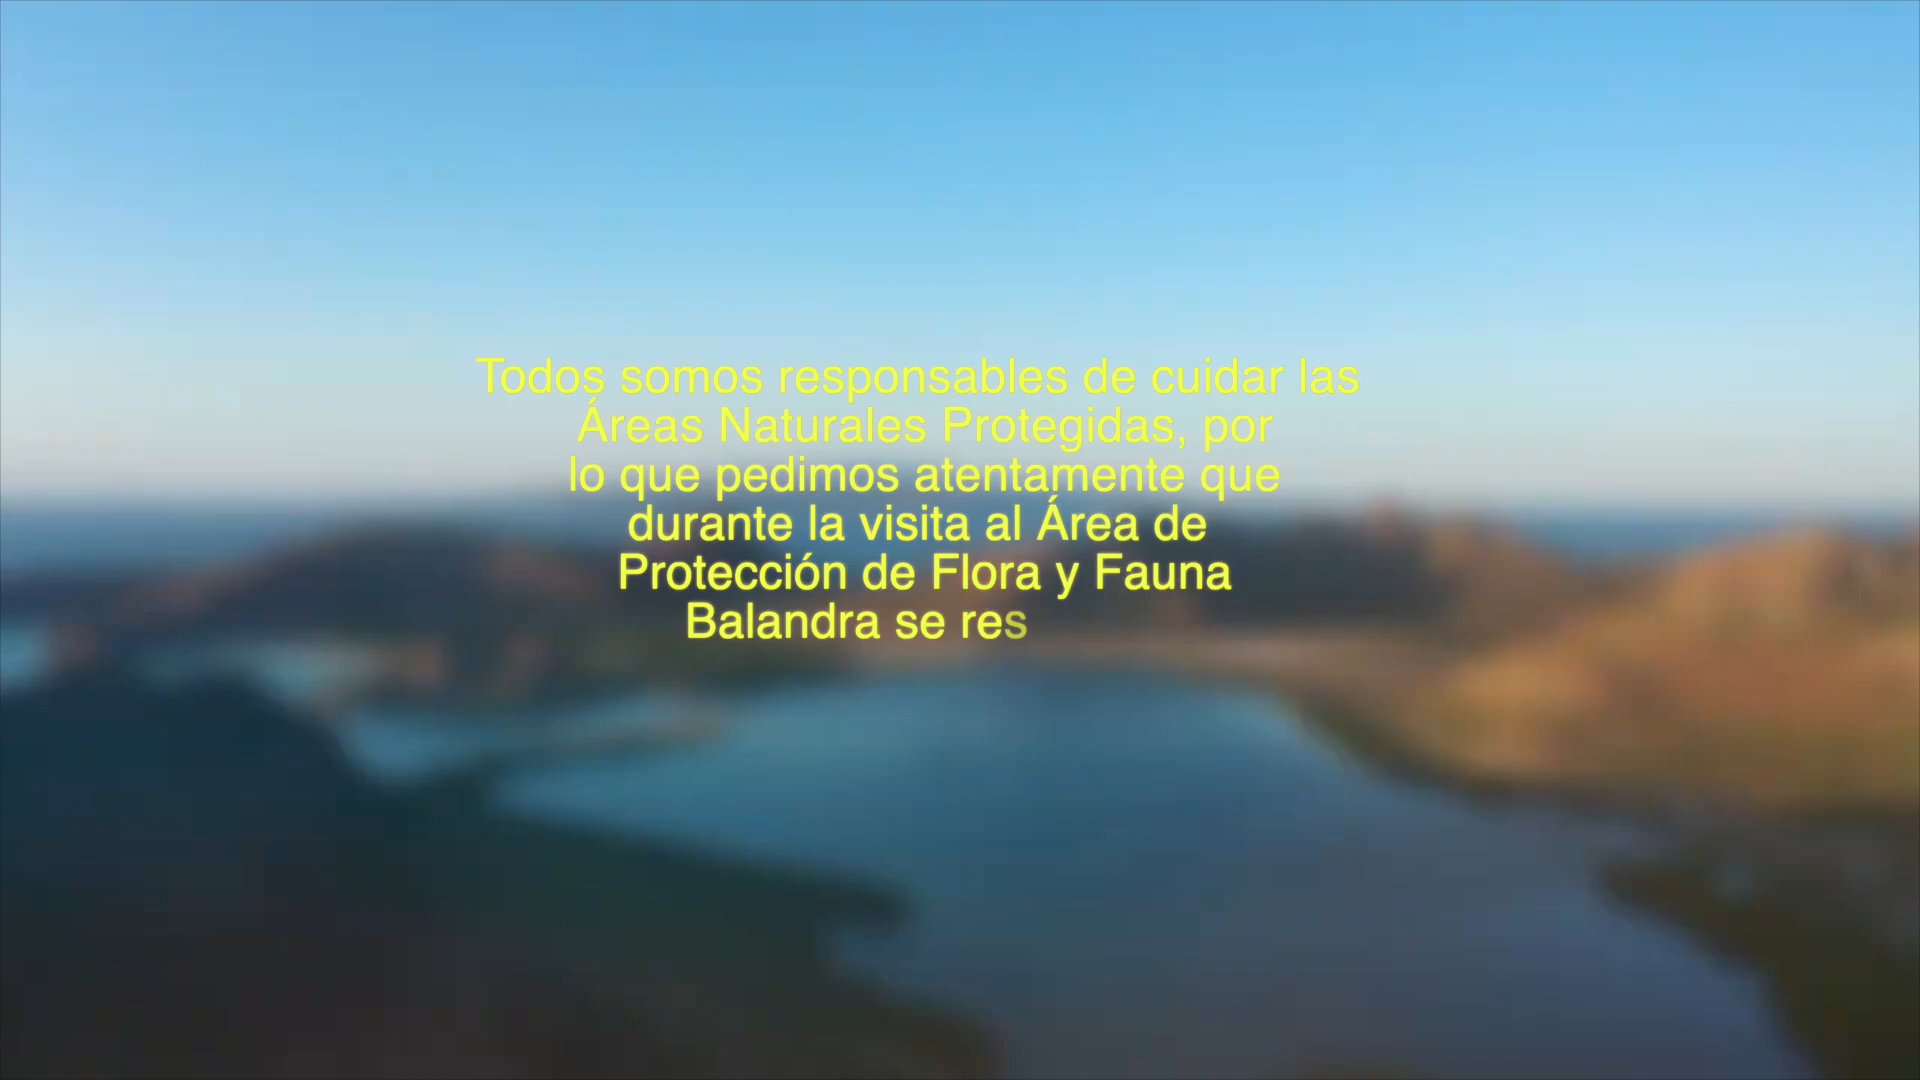 Todos somos responsables de cuidar las
Áreas Naturales Protegidas, por
lo que pedimos atentamente que
durante la visita al Área de
Protección de Flora y Fauna
Balandra se res